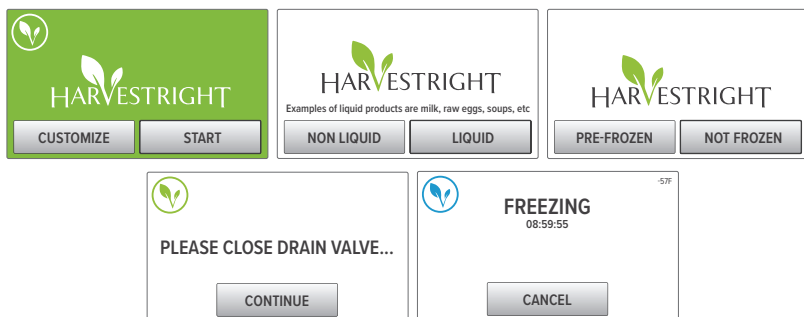 HARVESTRIGHT
CUSTOMIZE
START
HARVESTRIGHT
Examples of liquid products are milk, raw eggs, soups, etc
NON LIQUID
LIQUID
HARVESTRIGHT
PRE-FROZEN
NOT FROZEN
PLEASE CLOSE DRAIN VALVE...
CONTINUE
-57F
FREEZING
08:59:55
CANCEL